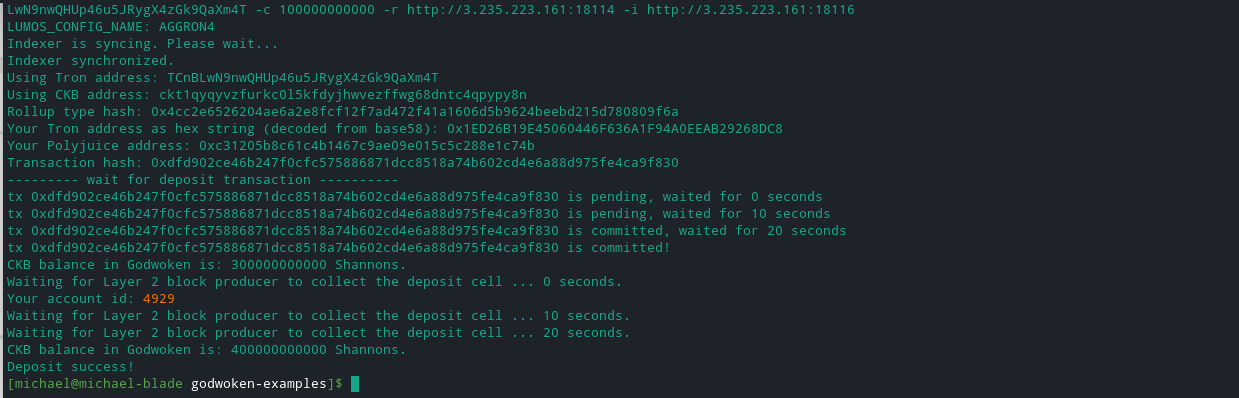 LwN9nwQHUp46u5JRygX4zGk9QaXm4T -c 100000000000 -r http://3.235.223.161:18114 -i http://3.235.223.161:18116
LUMOS_CONFIG_NAME: AGGRON4
Indexer is syncing. Please wait...
Indexer synchronized.
Using Tron address: TCnBLwN9nwQHUp46u5JRygX4zGk9QaXm4T
Using CKB address: ckt1qyqyvzfurkc0l5kfdyjhwvezffwg68dntc4qpypy8n
Rollup type hash: 0x4cc2e6526204ae6a2e8fcf12f7ad472f41a1606d5b9624beebd215d780809f6a
Your Tron address as hex string (decoded from base58): 0x1ED26B19E45060446F636A1F94A0EEAB29268DC8
Your Polyjuice address: 0xc31205b8c61c4b1467c9ae09e015c5c288e1c74b
Transaction hash: 0xdfd902ce46b247f0cfc575886871dcc8518a74b602cd4e6a88d975fe4ca9f830
--------- wait for deposit transaction ----------
tx 0xdfd902ce46b247f0cfc575886871dcc8518a74b602cd4e6a88d975fe4ca9f830 is pending, waited for 0 seconds
tx 0xdfd902ce46b247f0cfc575886871dcc8518a74b602cd4e6a88d975fe4ca9f830 is pending, waited for 10 seconds
tx 0xdfd902ce46b247f0cfc575886871dcc8518a74b602cd4e6a88d975fe4ca9f830 is committed, waited for 20 seconds
tx 0xdfd902ce46b247f0cfc575886871dcc8518a74b602cd4e6a88d975fe4ca9f830 is committed!
CKB balance in Godwoken is: 300000000000 Shannons.
Waiting for Layer 2 block producer to collect the deposit cell ... 0 seconds.
Your account id: 4929
Waiting for Layer 2 block producer to collect the deposit cell ... 10 seconds.
Waiting for Layer 2 block producer to collect the deposit cell ... 20 seconds.
CKB balance in Godwoken is: 400000000000 Shannons.
Deposit success!
[michael@michael-blade godwoken-examples]$